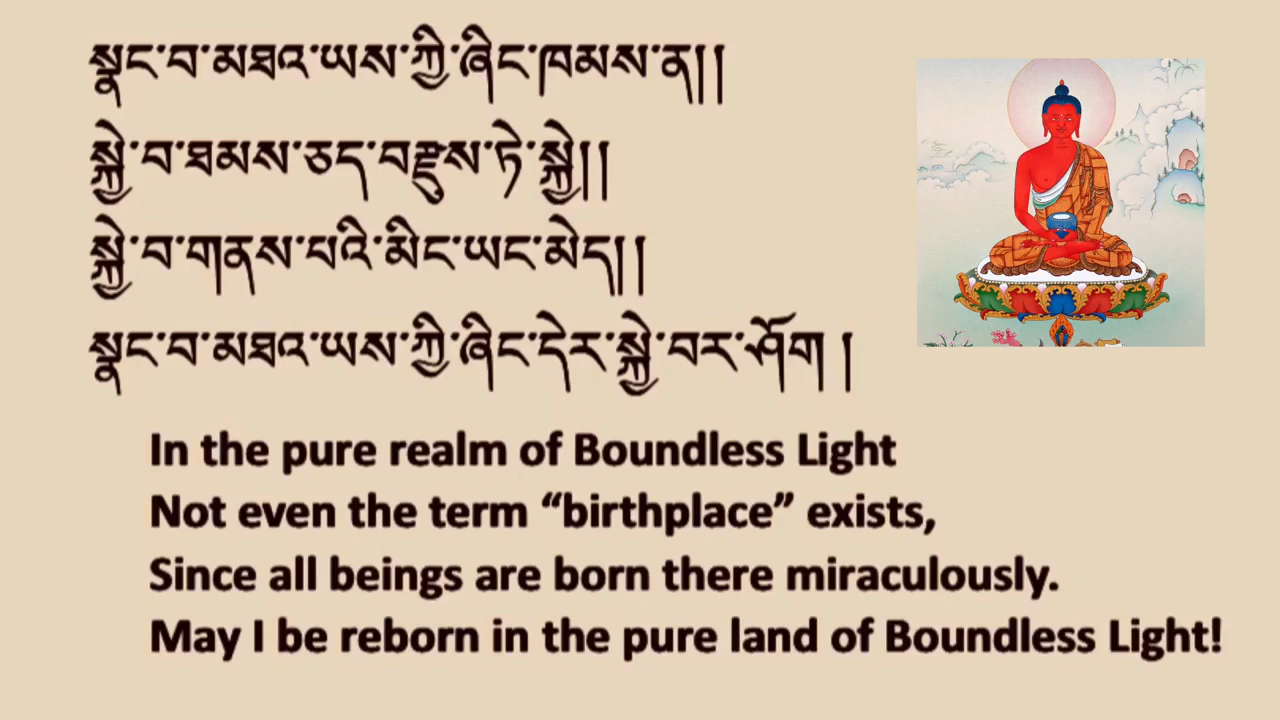 སྣང་བ་མཐའ་ཡས་ཀྱི་ཞིང་ཁམས་ན།།
སྐྱེ་བ་ཐམས་ཅད་བརྫུས་ཏེ་སྐྱེ།།
སྐྱེ་བ་གནས་པའི་མིང་ཡང་མེད།།
སྣང་བ་མཐའ་ཡས་ཀྱི་ཞིང་དེར་སྐྱེ་བར་ཤོག །
In the pure realm of Boundless Light
Not even the term “birthplace” exists,
Since all beings are born there miraculously.
May I be reborn in the pure land of Boundless Light!